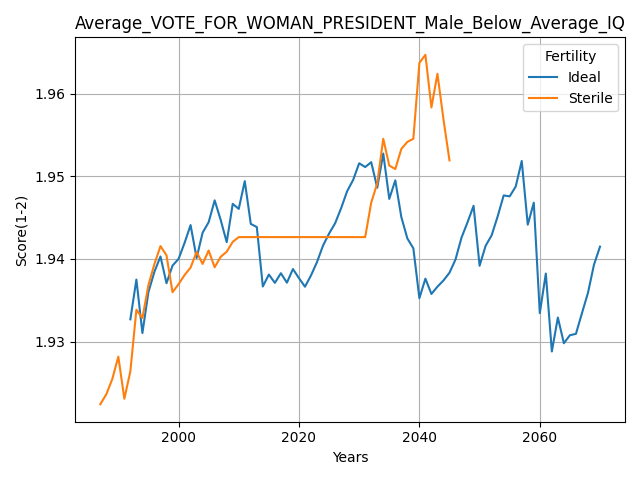 Average_VOTE_FOR_WOMAN_PRESIDENT_Male_Below_Average_IQ
Fertility
Ideal
Sterile
Score(1-2)
1.96
1.95
1.94
1.93
2000 2020 2040 2060
Years